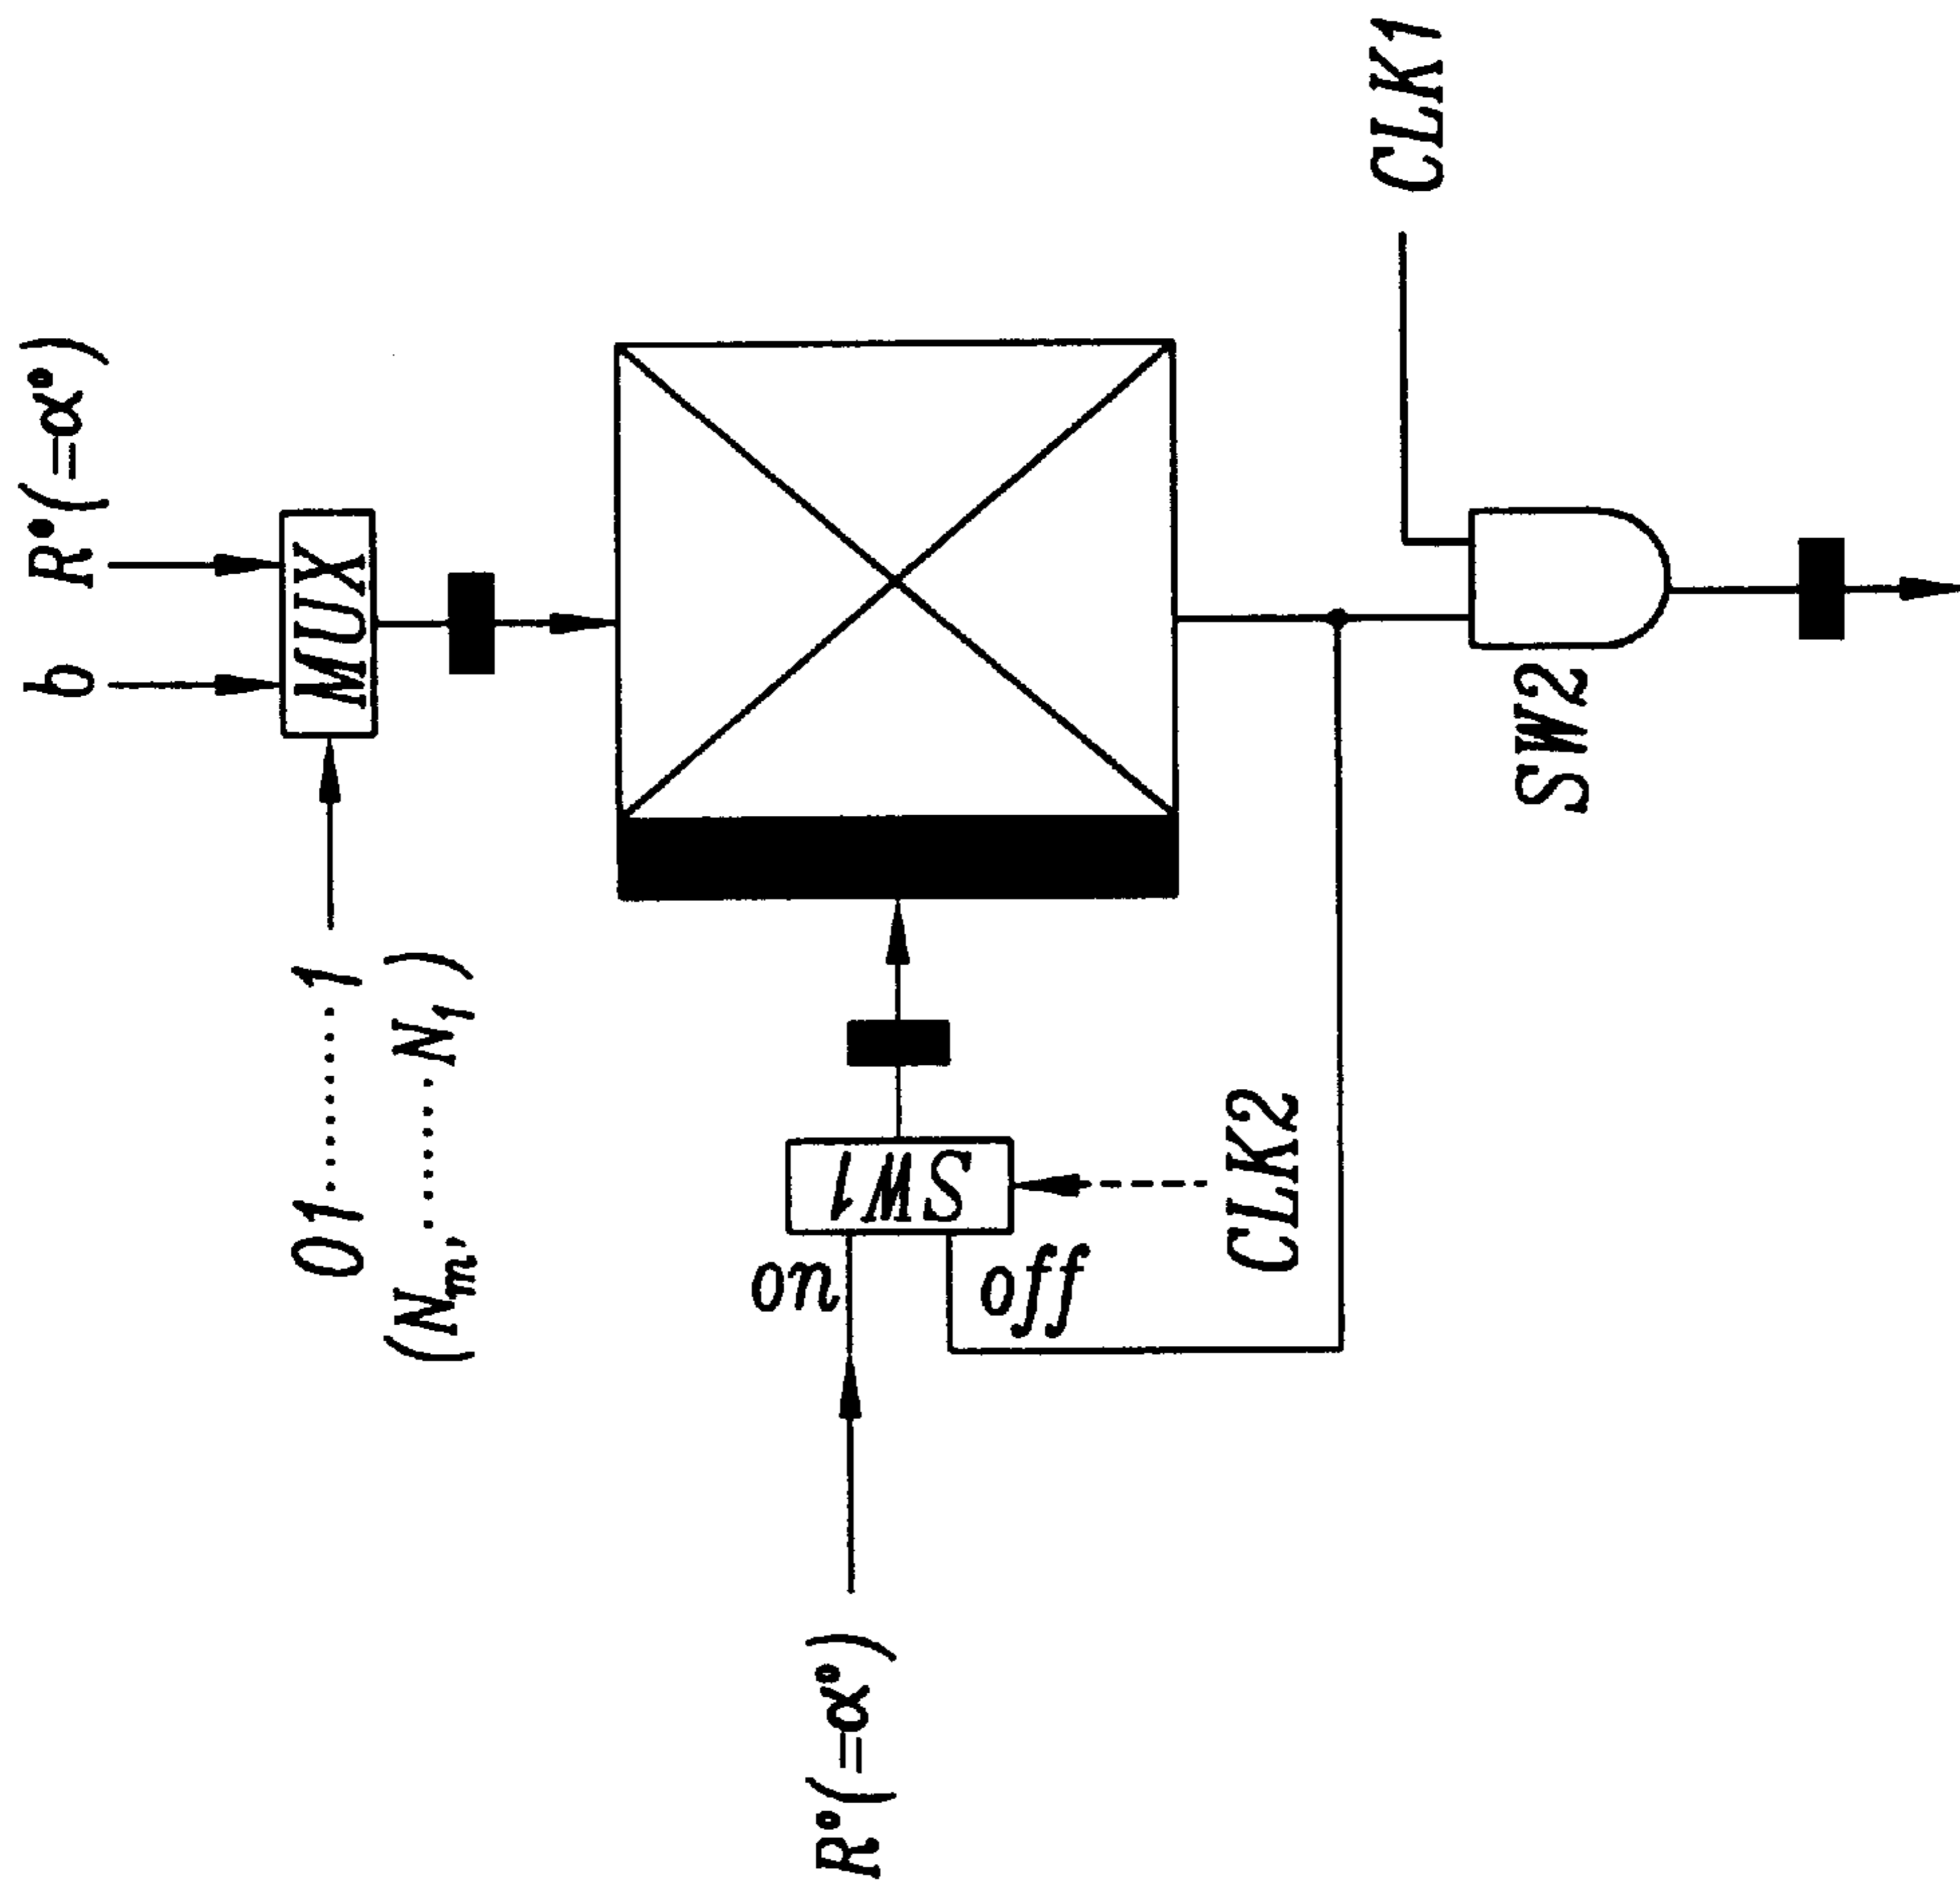 b
R°(=α°)
MUX
01......1
(Nm'......N1)
SW1
on
off
CLK2
R°(=α°)
CLK1
SW2